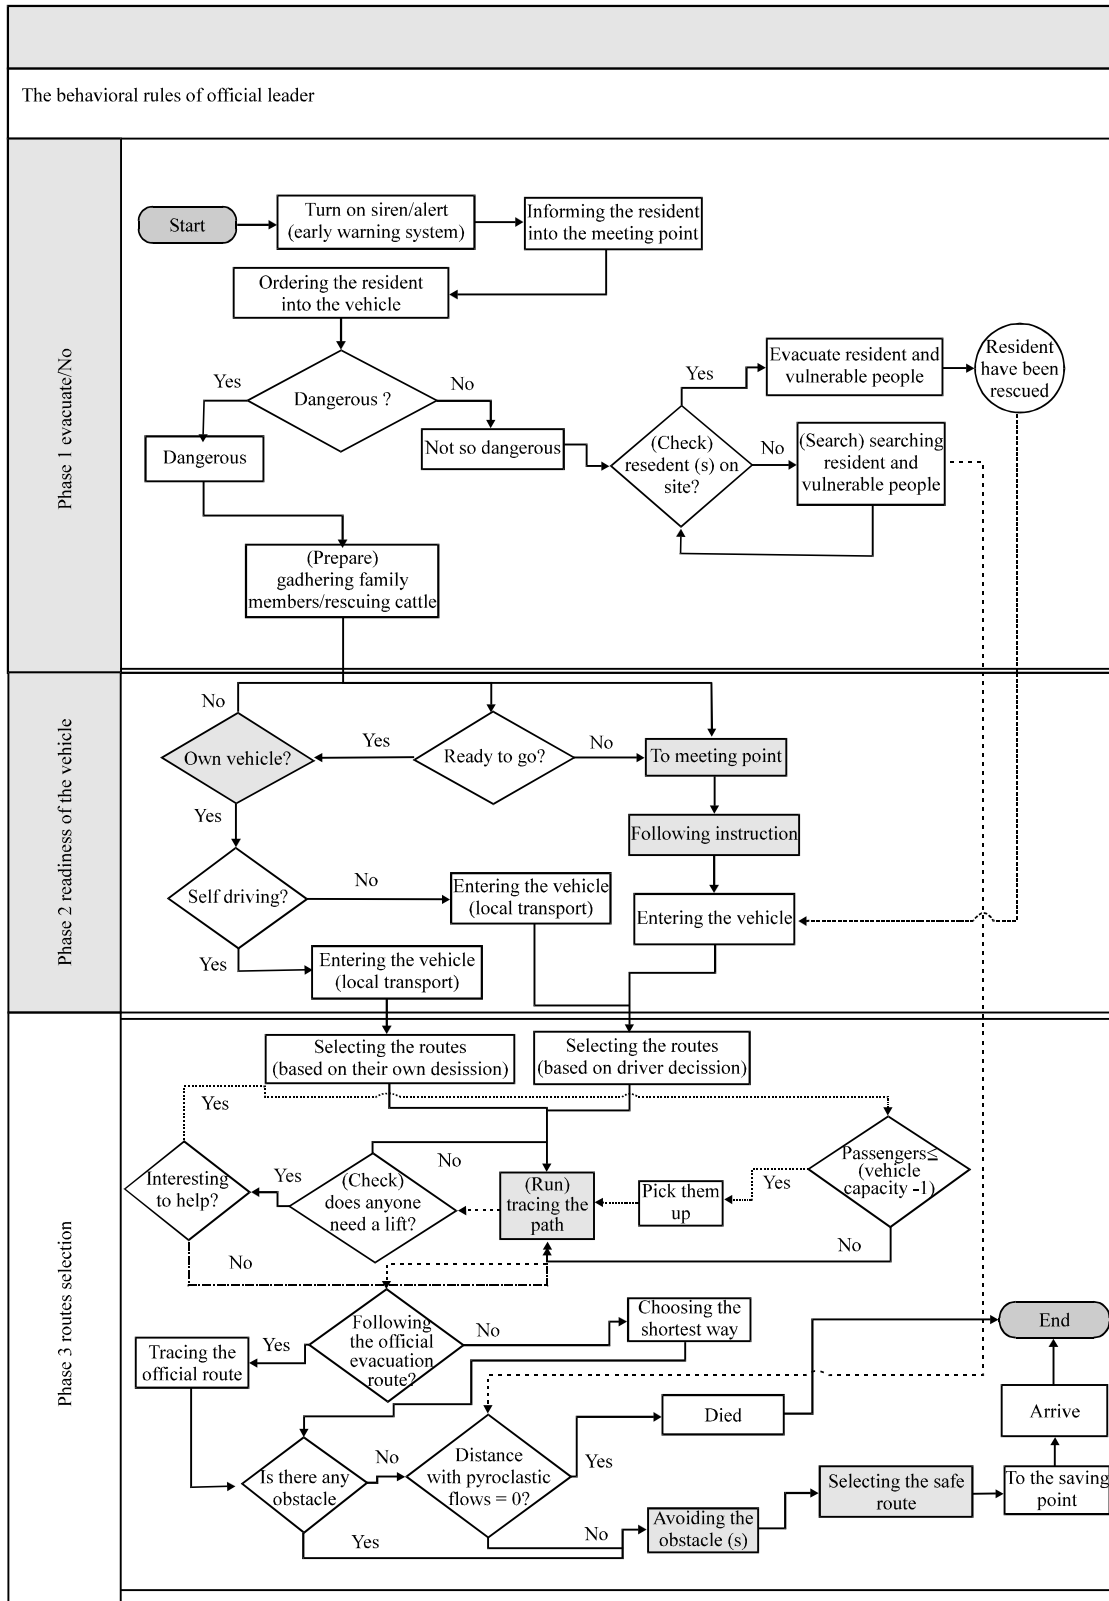 The behavioral rules of official leader
Phase 1 evacuate/No
Start
Turn on siren/alert
(early warning system)
Informing the resident
into the meeting point
Ordering the resident
into the vehicle
Dangerous ?
Yes
No
Dangerous
Not so dangerous
(Check)
resedent (s) on
site?
Yes
No
Evacuate resident and
vulnerable people
Resident
have been
rescued
(Search) searching
resident and
vulnerable people
(Prepare)
gadhering family
members/rescuing cattle
Phase 2 readiness of the vehicle
No
Own vehicle?
Yes
Ready to go?
No
To meeting point
Yes
Following instruction
Self driving?
No
Entering the vehicle
(local transport)
Entering the vehicle
Yes
Entering the vehicle
(local transport)
Phase 3 routes selection
Selecting the routes
(based on their own desission)
Selecting the routes
(based on driver decission)
Yes
Interesting
to help?
Yes
(Check)
does anyone
need a lift?
No
(Run)
tracing the
path
Pick them
up
Yes
Passengers≤
(vehicle
capacity -1)
No
No
Following
the official
evacuation
route?
Yes
No
Choosing the
shortest way
Tracing the
official route
End
Died
Arrive
Is there any
obstacle
No
Distance
with pyroclastic
flows = 0?
Yes
Selecting the safe
route
To the saving
point
Yes
No
Avoiding the
obstacle (s)